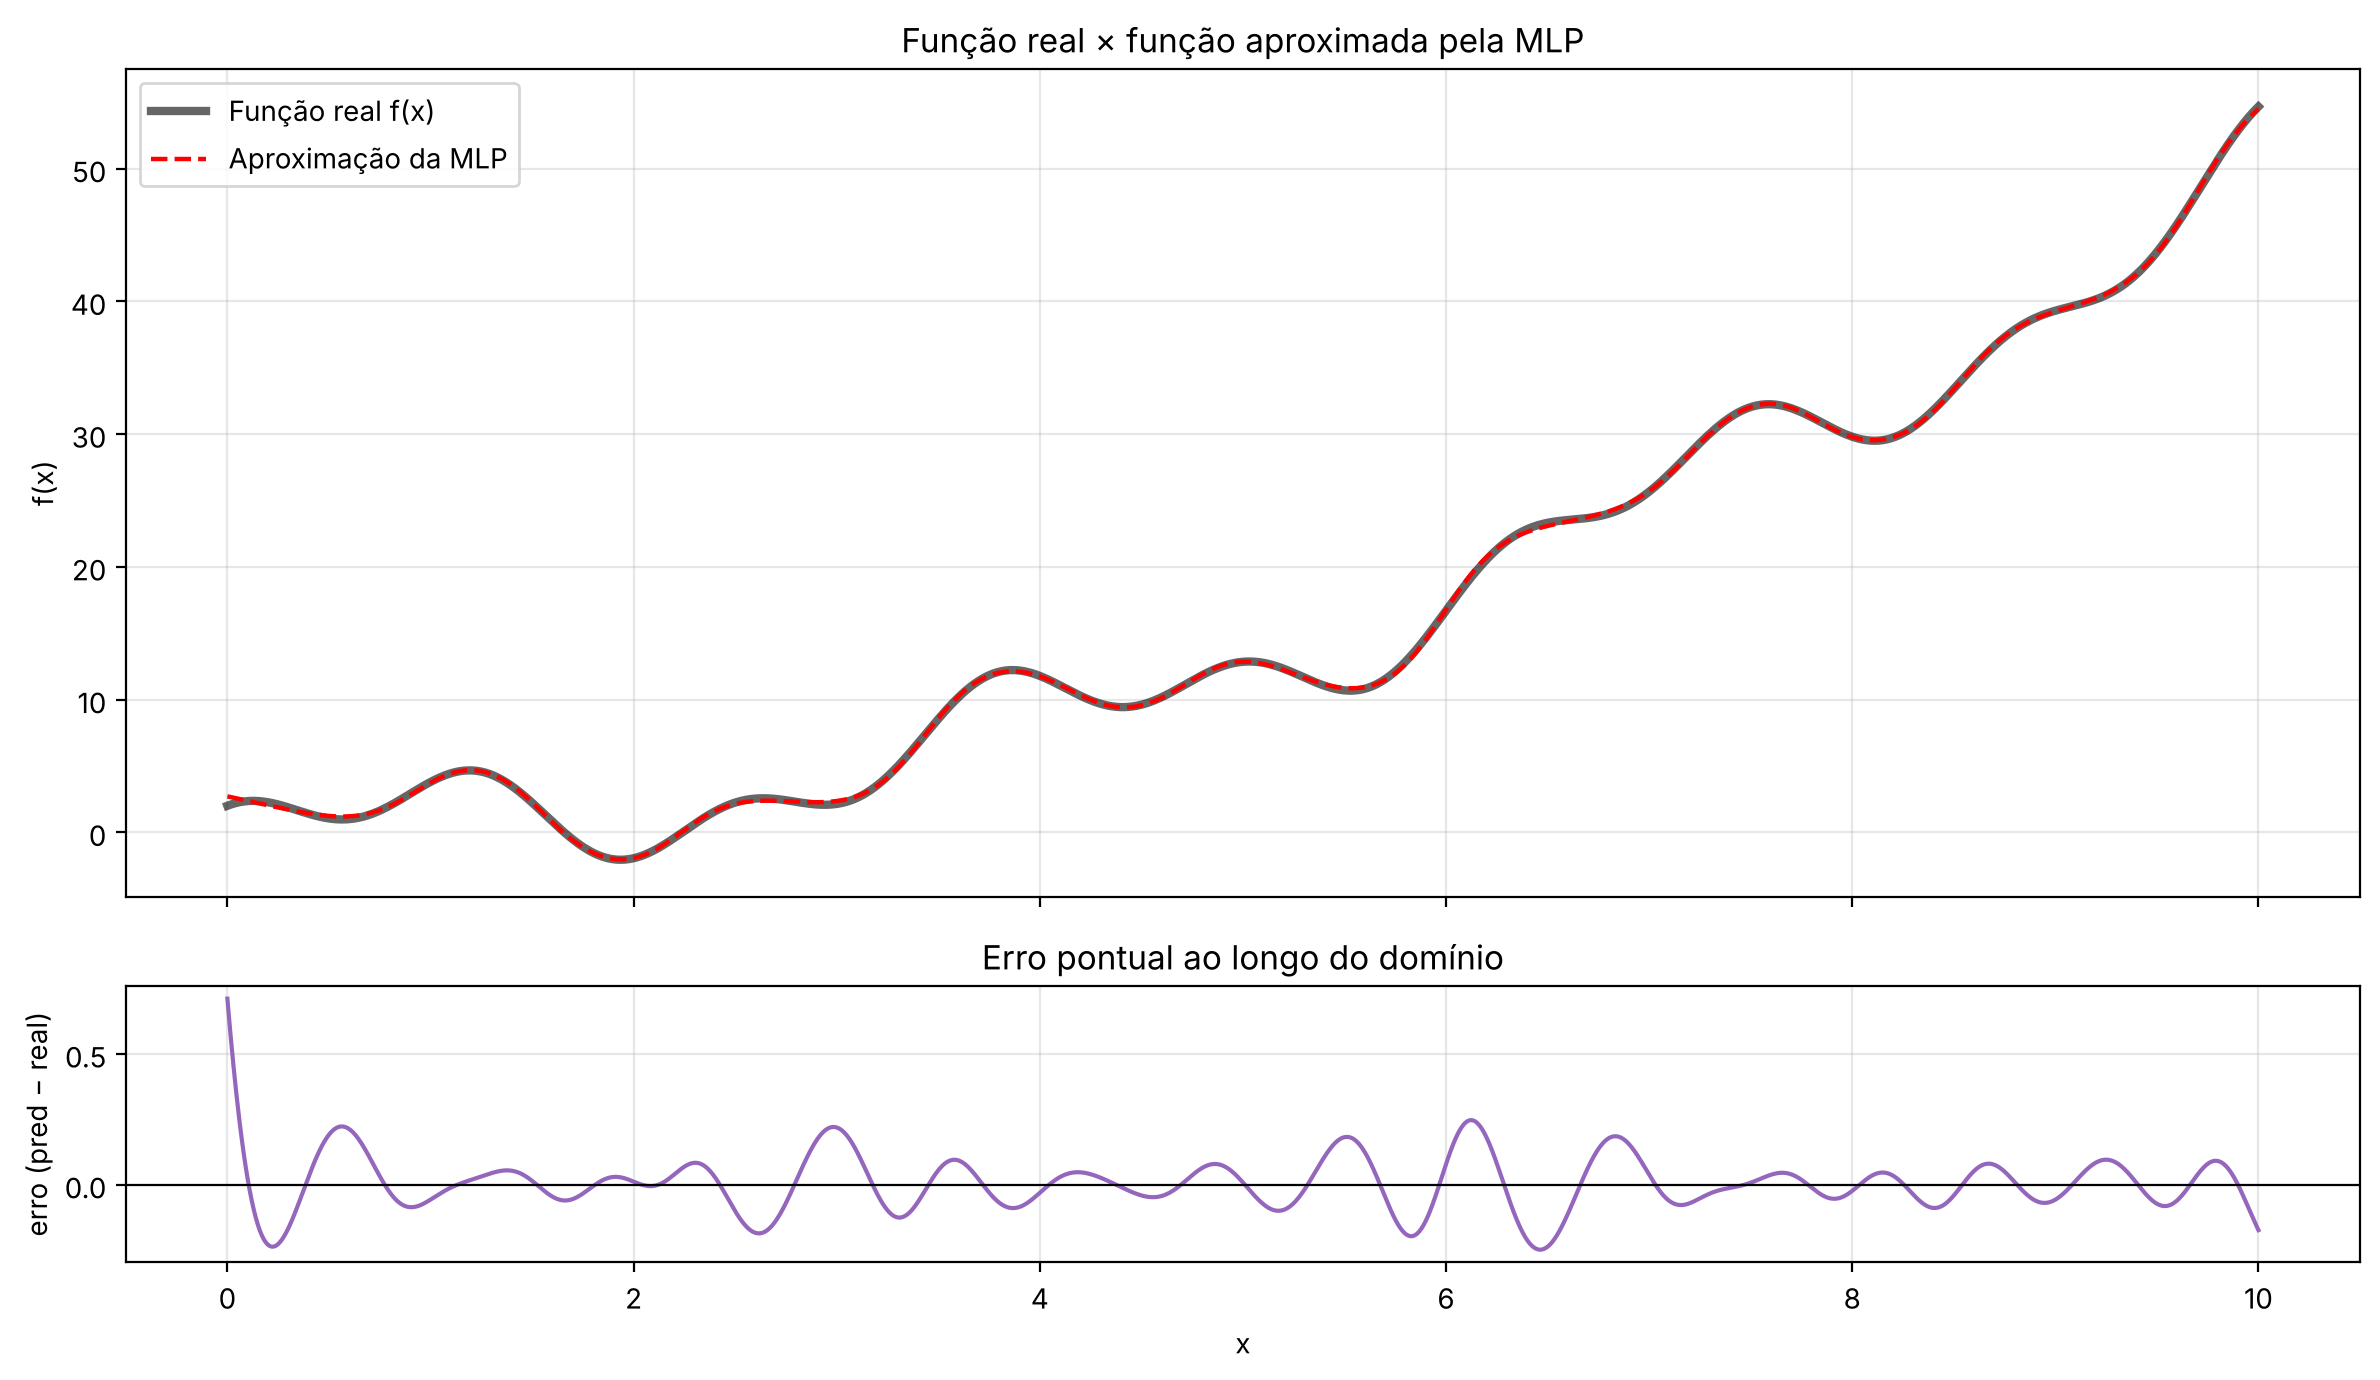 Função real × função aproximada pela MLP
Função real f(x)
Aproximação da MLP
50
40
30
20
10
0
f(x)
Erro pontual ao longo do domínio
0.5
0.0
erro (pred − real)
0 2 4 6 8 10
x